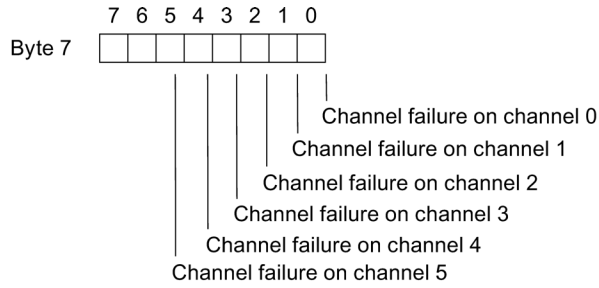 7 6 5 4 3 2 1 0
Byte 7
Channel failure on channel 0
Channel failure on channel 1
Channel failure on channel 2
Channel failure on channel 3
Channel failure on channel 4
Channel failure on channel 5